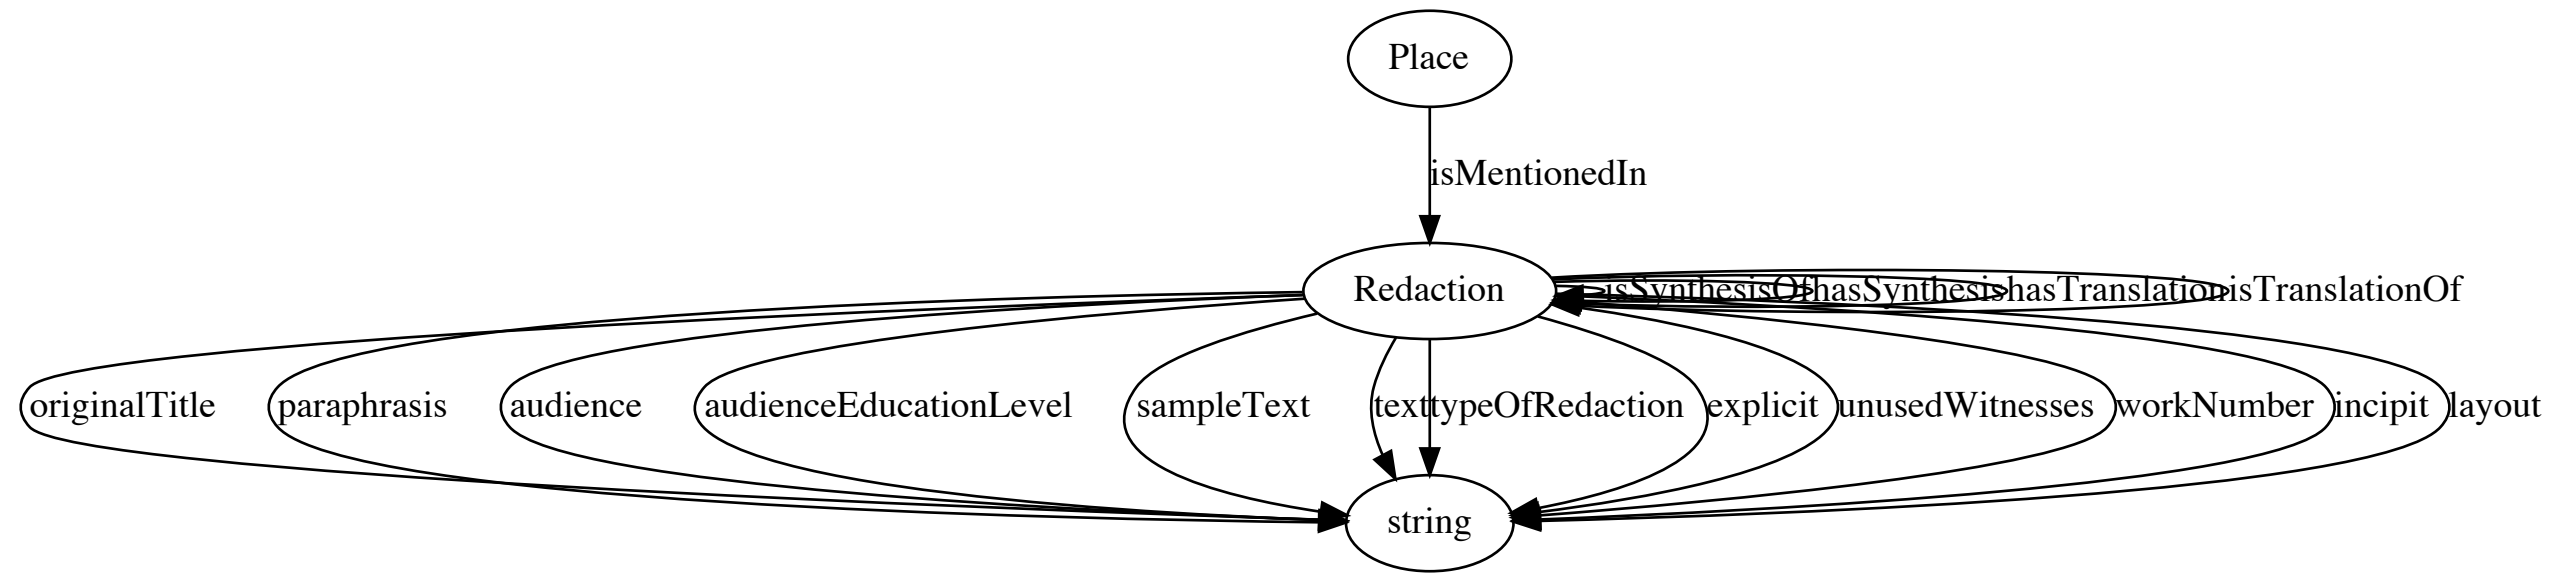 Place
isMentionedIn
Redaction
isSynthesisOf
hasSynthesis
hasTranslation
isTranslationOf
originalTitle
paraphrasis
audience
audienceEducationLevel
sampleText
text
typeOfRedaction
explicit
unusedWitnesses
workNumber
incipit
layout
string